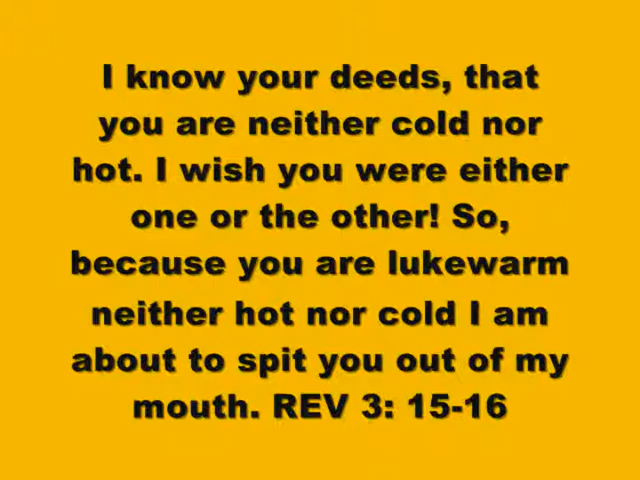 I know your deeds, that
you are neither cold nor
hot. I wish you were either
one or the other! So,
because you are lukewarm
neither hot nor cold I am
about to spit you out of my
mouth. REV 3: 15-16